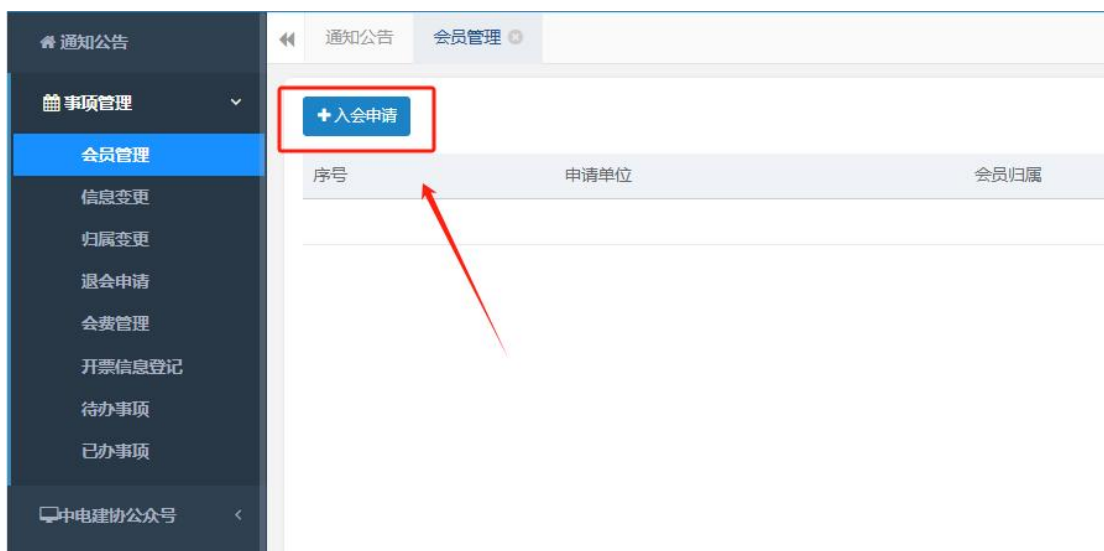 通知公告
事项管理
会员管理
信息变更
归属变更
退会申请
会费管理
开票信息登记
待办事项
已办事项
中电建协公众号
通知公告 会员管理
入会申请
序号 申请单位 会员归属